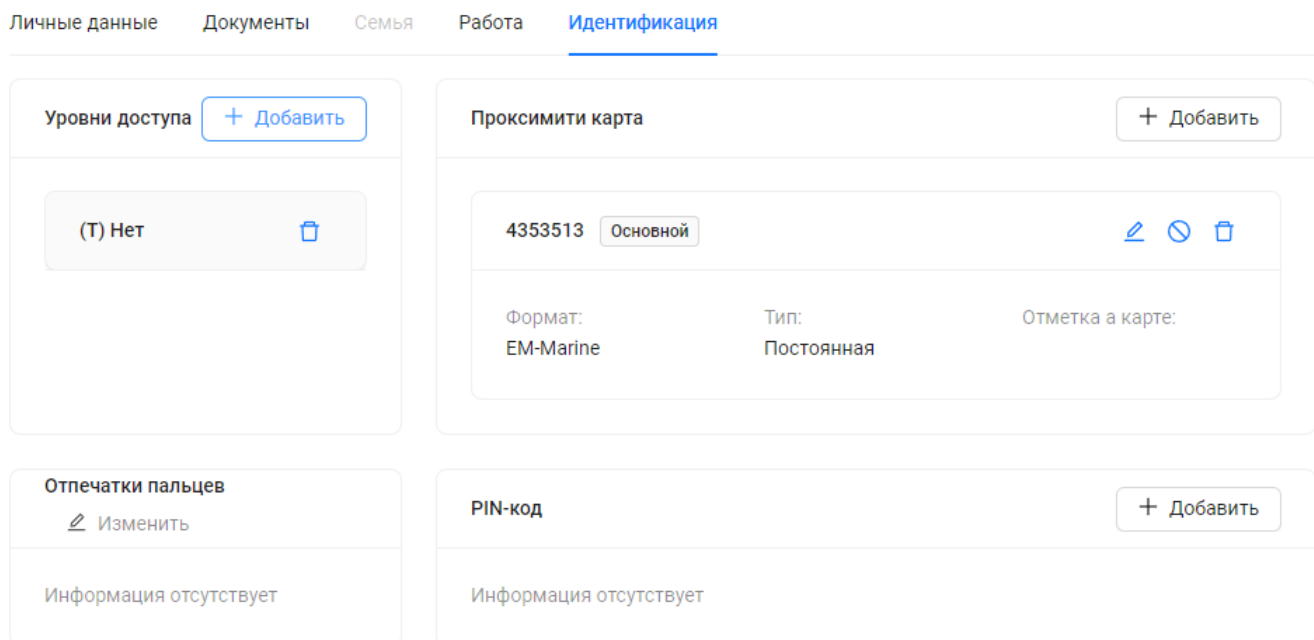 Личные данные Документы Семья Работа Идентификация
Уровни доступа + Добавить
(Т) Нет
Проксимити карта + Добавить
4353513 Основной
Формат: Тип: Отметка а карте:
EM-Marine Постоянная
Отпечатки пальцев
Изменить
Информация отсутствует
PIN-код + Добавить
Информация отсутствует